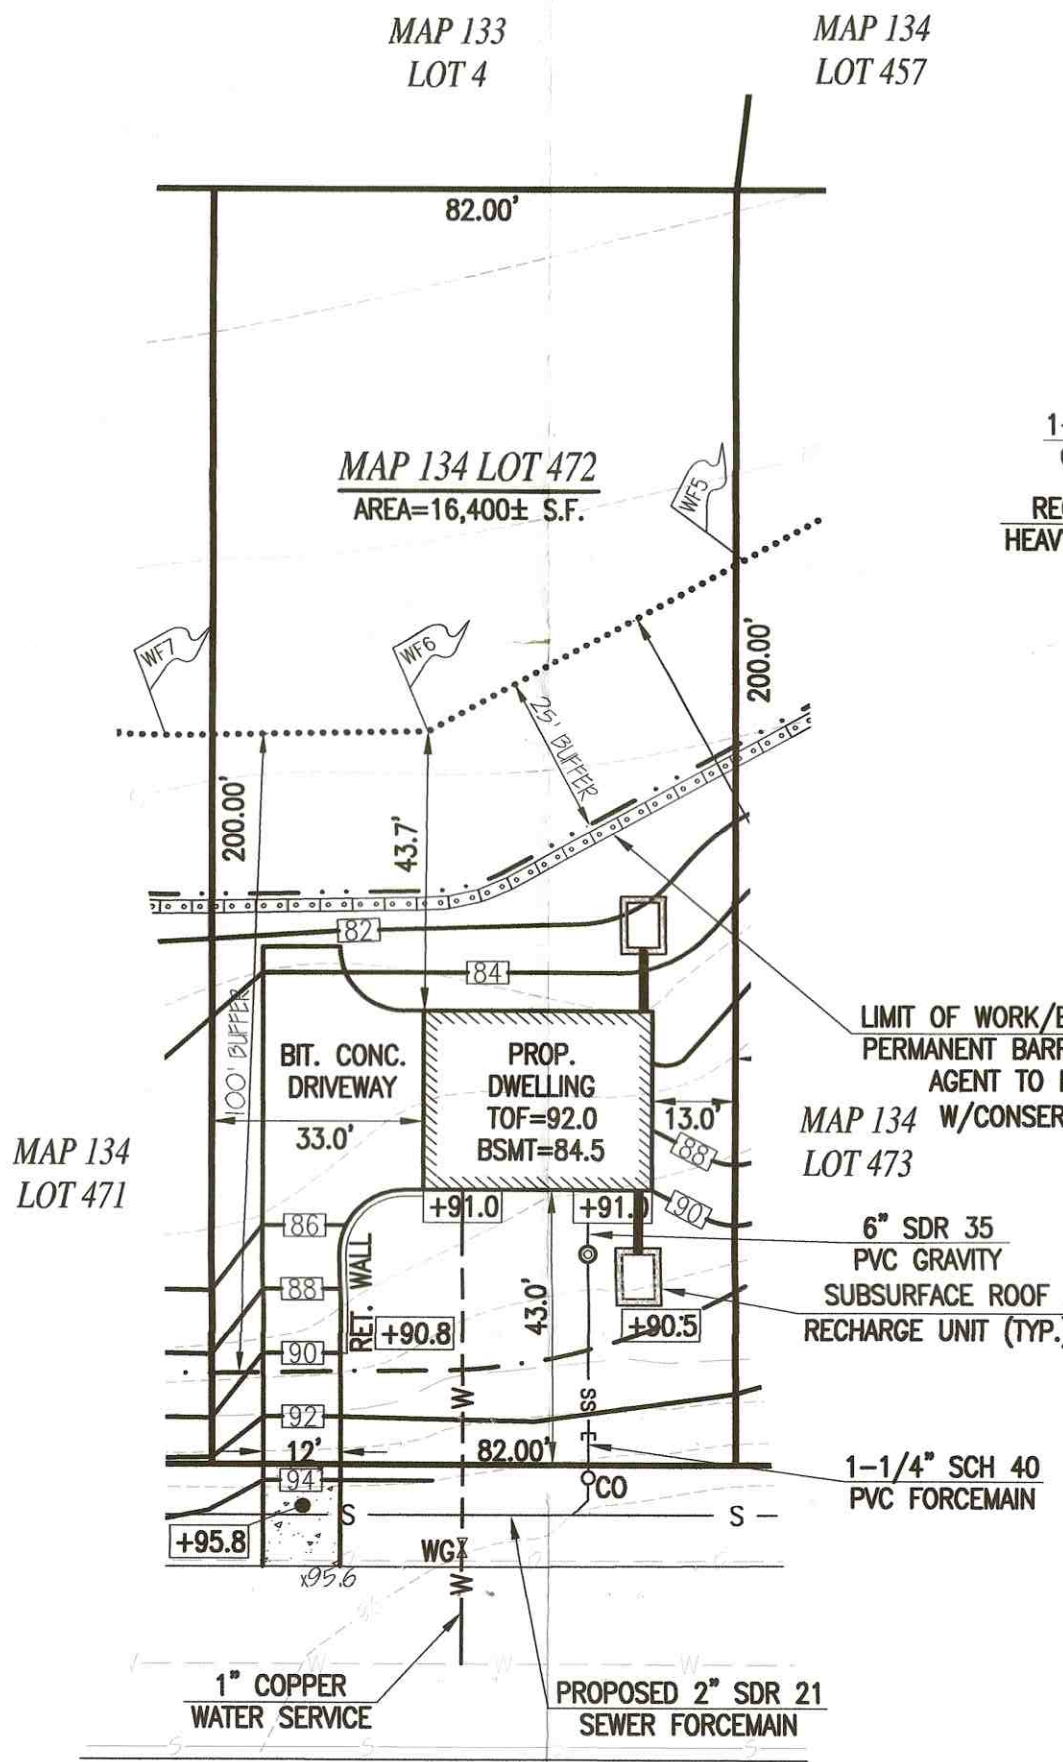 MAP 133
LOT 4
MAP 134
LOT 457
82.00'
MAP 134 LOT 472
AREA=16,400± S.F.
WF5
WF7
WF6
200.00'
25' BUFFER
200.00'
43.7'
82
84
100' BUFFER
BIT. CONC.
DRIVEWAY
33.0'
PROP.
DWELLING
TOF=92.0
BSMT=84.5
13.0'
LIMIT OF WORK/
PERMANENT
AGENT TO
MAP 134
LOT 473
MAP 134
LOT 471
88
90
+91.0
+91.0
6" SDR 35
PVC GRAVITY
SUBSURFACE ROOF
RECHARGE UNIT (TYP.)
86
88
90
92
94
RET. WALL
+90.8
43.0'
+90.5
W
SS
12'
82.00'
1-1/4" SCH 40
PVC FORCEMAIN
CO
S
S
+95.8
x95.6
WG
W
W
W
W
1" COPPER
WATER SERVICE
PROPOSED 2" SDR 21
SEWER FORCEMAIN
S
S
S
S